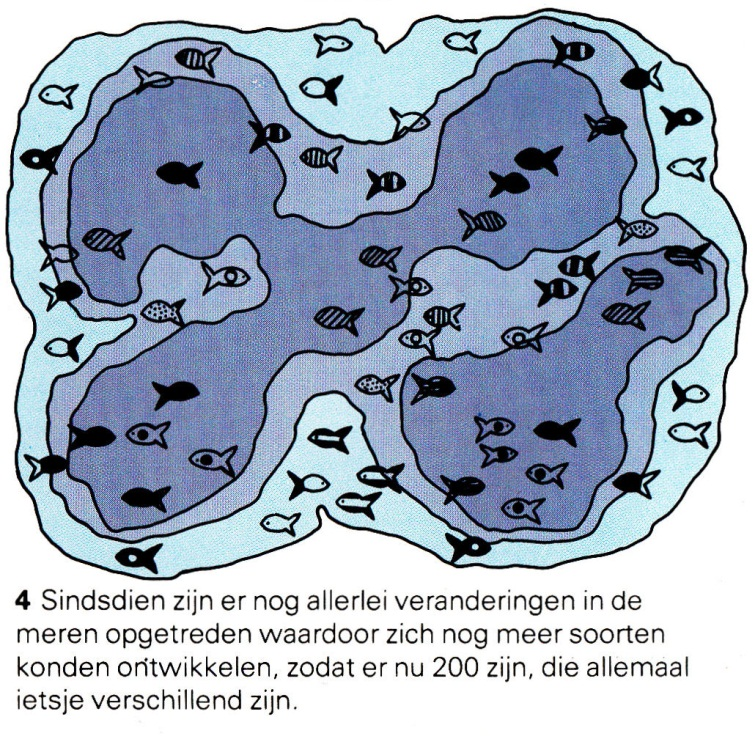 4 Sindsdien zijn er nog allerlei veranderingen in de
meren opgetreden waardoor zich nog meer soorten
konden ontwikkelen, zodat er nu 200 zijn, die allemaal
ietsje verschillend zijn.